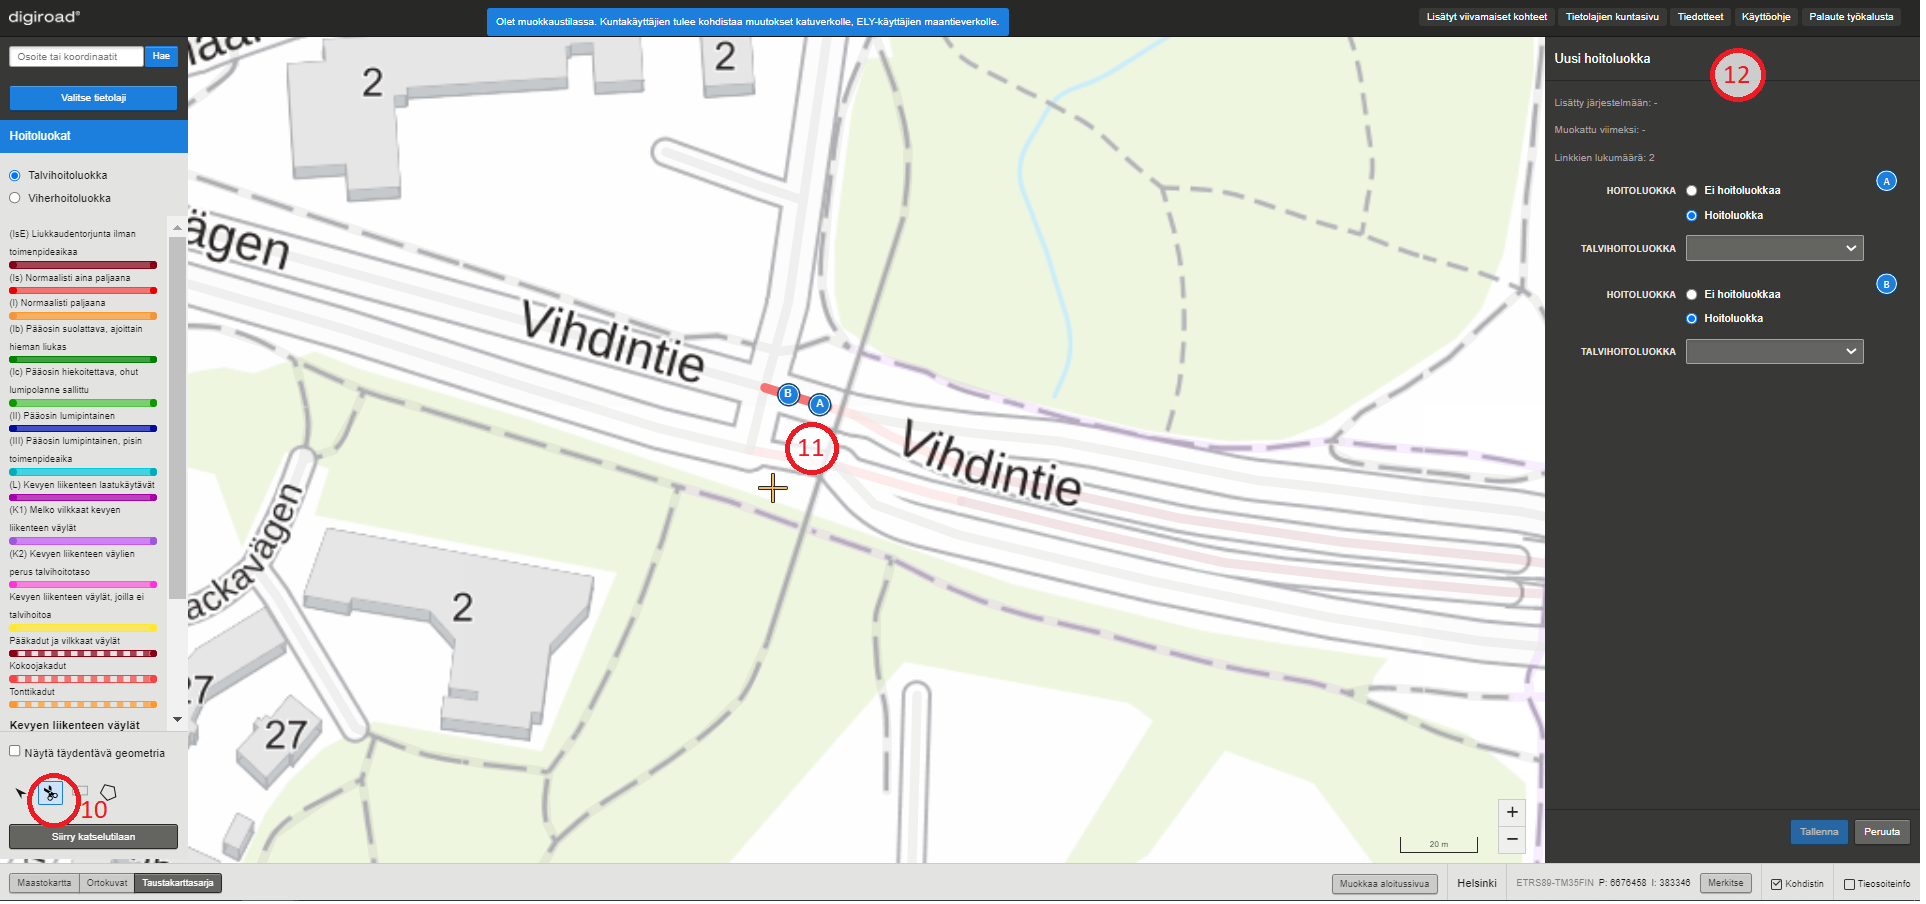 digiroad®
Olet muokkaustilassa. Kuntakäyttäjien tulee kohdistaa muutokset katuverkolle, ELY-käyttäjien maantieverkolle.
Lisätyt viivamaiset kohteet
Tietolajien kuntasivu
Tiedotteet
Käyttöohje
Palaute työkalusta
Osoite tai koordinaatit
Hae
Valitse tietolaji
Hoitoluokat
Talvihoitoluokka
Viherhoitoluokka
(IsE) Liukkaudentorjunta ilman
toimenpideaikaa
(Is) Normaalisti aina paljaana
(I) Normaalisti paljaana
(Ib) Pääosin suolattava, ajoittain
hieman liukas
(Ic) Pääosin hiekoitettava, ohut
lumipolanne sallittu
(II) Pääosin lumipintainen
(III) Pääosin lumipintainen, pisin
toimenpideaika
(L) Kevyen liikenteen laatukäytävät
(K1) Melko vilkkaat kevyen
liikenteen väylät
(K2) Kevyen liikenteen väylien
perus talvihoitotaso
Kevyen liikenteen väylät, joilla ei
talvihoitoa
Pääkadut ja vilkkaat väylät
Kokoojakadut
Tonttikadut
Kevyen liikenteen väylät
Näytä täydentävä geometria
10
Siirry katselutilaan
2
2
ägen
Vihdintie
B
A
11
Vihdintie
ackavägen
2
27
27
20 m
+
−
Uusi hoitoluokka
12
Lisätty järjestelmään: -
Muokattu viimeksi: -
Linkkien lukumäärä: 2
A
HOITOLUOKKA
Ei hoitoluokkaa
Hoitoluokka
TALVIHOITOLUOKKA
B
HOITOLUOKKA
Ei hoitoluokkaa
Hoitoluokka
TALVIHOITOLUOKKA
Tallenna
Peruuta
Maastokartta
Ortokuvat
Taustakarttasarja
Muokkaa aloitussivua
Helsinki
ETRS89-TM35FIN P: 6676458 I: 383346
Merkitse
Kohdistin
Tieosoiteinfo